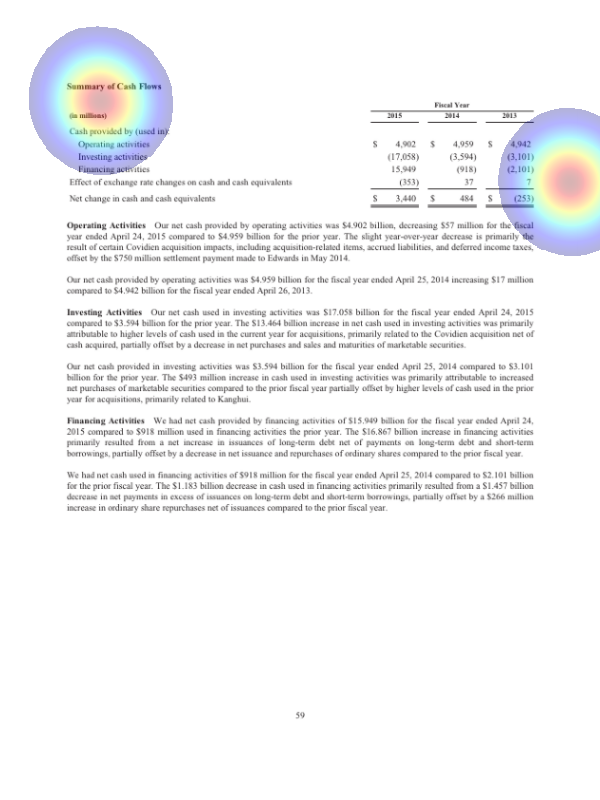 Summary of Cash Flows
Fiscal Year
(in millions) 2015 2014 2013
Cash provided by (used in):
Operating activities $ 4,902 $ 4,959 $ 4,942
Investing activities (17,058) (3,594) (3,101)
Financing activities 15,949 (918) (2,101)
Effect of exchange rate changes on cash and cash equivalents (353) 37 7
Net change in cash and cash equivalents $ 3,440 $ 484 $ (253)
Operating Activities Our net cash provided by operating activities was $4.902 billion, decreasing $57 million for the fiscal
year ended April 24, 2015 compared to $4.959 billion for the prior year. The slight year-over-year decrease is primarily the
result of certain Covidien acquisition impacts, including acquisition-related items, accrued liabilities, and deferred income taxes,
offset by the $750 million settlement payment made to Edwards in May 2014.
Our net cash provided by operating activities was $4.959 billion for the fiscal year ended April 25, 2014 increasing $17 million
compared to $4.942 billion for the fiscal year ended April 26, 2013.
Investing Activities Our net cash used in investing activities was $17.058 billion for the fiscal year ended April 24, 2015
compared to $3.594 billion for the prior year. The $13.464 billion increase in net cash used in investing activities was primarily
attributable to higher levels of cash used in the current year for acquisitions, primarily related to the Covidien acquisition net of
cash acquired, partially offset by a decrease in net purchases and sales and maturities of marketable securities.
Our net cash provided in investing was $3.594 billion for the fiscal year ended April 25, 2014 compared to $3.101
billion for the prior year. The $493 million increase in cash used in investing activities was primarily attributable to increased
net purchases of marketable securities compared to the prior fiscal year partially offset by higher levels of cash used in the prior
year for acquisitions, primarily related to Kanghui.
Financing Activities We had net cash provided by financing activities of $15.949 billion for the fiscal year ended April 24,
2015 compared to $918 million used in financing activities the prior year. The $16.867 billion increase in financing activities
primarily resulted from a net increase in issuances of long-term debt net of payments on long-term debt and short-term
borrowings, partially offset by a decrease in net issuance and repurchases of ordinary shares compared to the prior fiscal year.
We had net cash used in financing activities of $918 million for the fiscal year ended April 25, 2014 compared to $2.101 billion
for the prior fiscal year. The $1.183 billion decrease in cash used in financing activities primarily resulted from a $1.457 billion
decrease in net payments in excess of issuances on long-term debt and short-term borrowings, partially offset by a $266 million
increase in ordinary share repurchases net of issuances compared to the prior fiscal year.
59